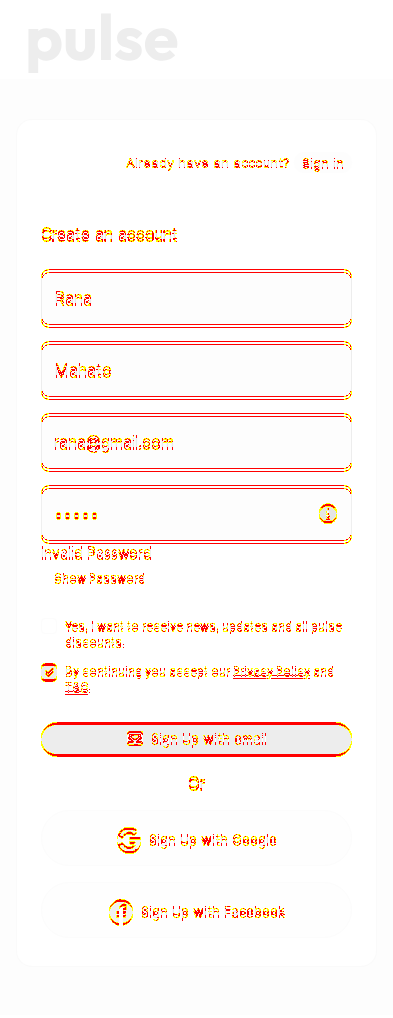 pulse
Already have an account? Sign in
Create an account
Rana
Mahato
rana@gmail.com
Invalid Password
Show Password
Yes, I want to receive news, updates and all pulse
discounts.
By continuing you accept our Privacy Policy and
T&C.
Sign Up with email
Or
Sign Up with Google
Sign Up with Facebook